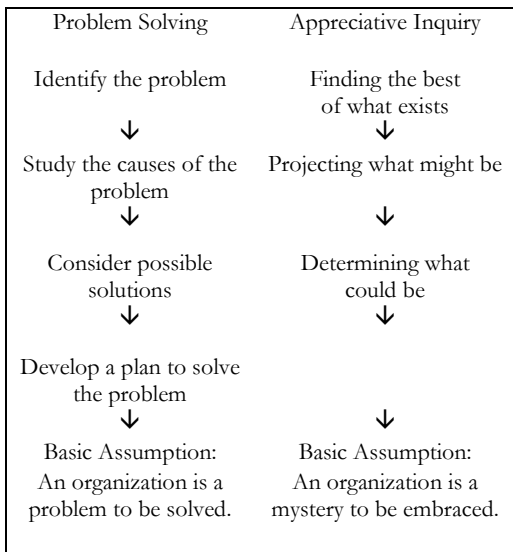 Problem Solving
Identify the problem
↓
Study the causes of the
problem
↓
Consider possible
solutions
↓
Develop a plan to solve
the problem
↓
Basic Assumption:
An organization is a
problem to be solved.
Appreciative Inquiry
Finding the best
of what exists
↓
Projecting what might be
↓
Determining what
could be
↓
↓
Basic Assumption:
An organization is a
mystery to be embraced.